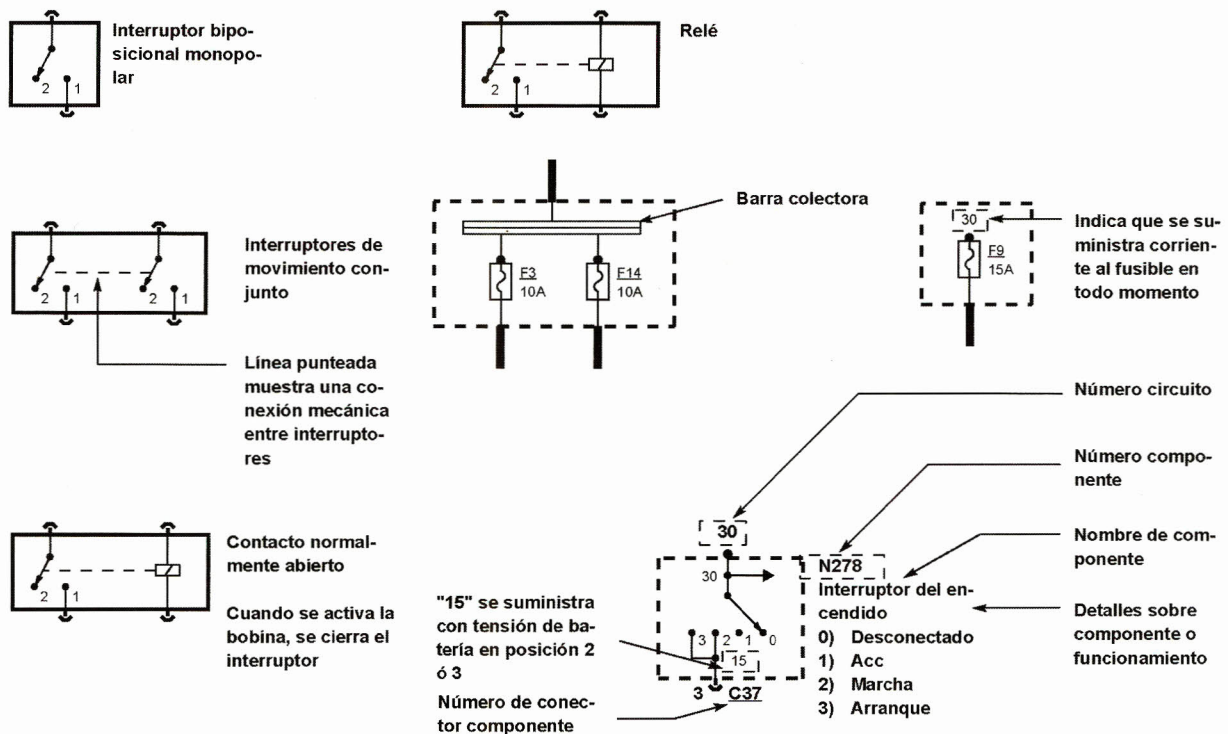 Interruptor bipo-
sicional monopo-
lar
2
1
Relé
2
1
Interruptores de
movimiento con-
junto
2
1
2
1
Línea punteada
muestra una co-
nexión mecánica
entre interrupto-
res
Barra colectora
F3
10A
F14
10A
30
F9
15A
Indica que se su-
ministra corrien-
te al fusible en
todo momento
Contacto normal-
mente abierto
Cuando se activa la
bobina, se cierra el
interruptor
2
1
Número circuito
Número compo-
nente
Nombre de com-
ponente
Detalles sobre
componente o
funcionamiento
30
30
3
2
1
0
15
3
C37
N278
Interruptor del en-
cendido
0) Desconectado
1) Acc
2) Marcha
3) Arranque
"15" se suministra
con tensión de ba-
tería en posición 2
ó 3
Número de conec-
tor componente